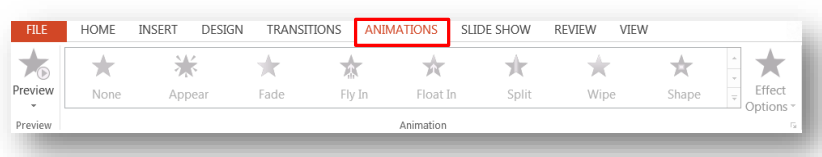 FILE HOME INSERT DESIGN TRANSITIONS ANIMATIONS SLIDE SHOW REVIEW VIEW
Preview None Appear Fade Fly In Float In Split Wipe Shape Effect
Options
Preview Animation